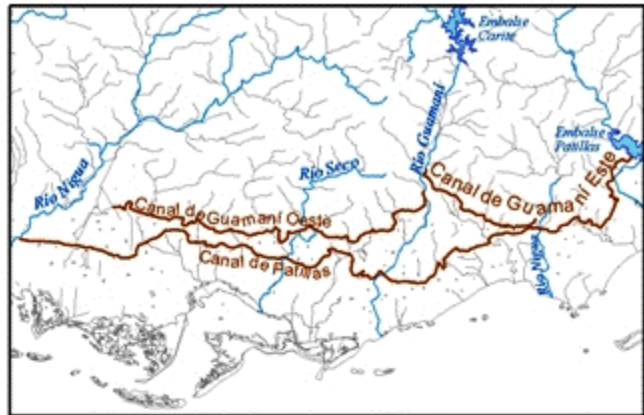 Embalse
Carite
Embalse
Patillas
Río Guamaní
Río Seco
Río Nigua
Canal de Guamaní Este
Canal de Guamaní Oeste
Canal de Patillas
Río Nigua